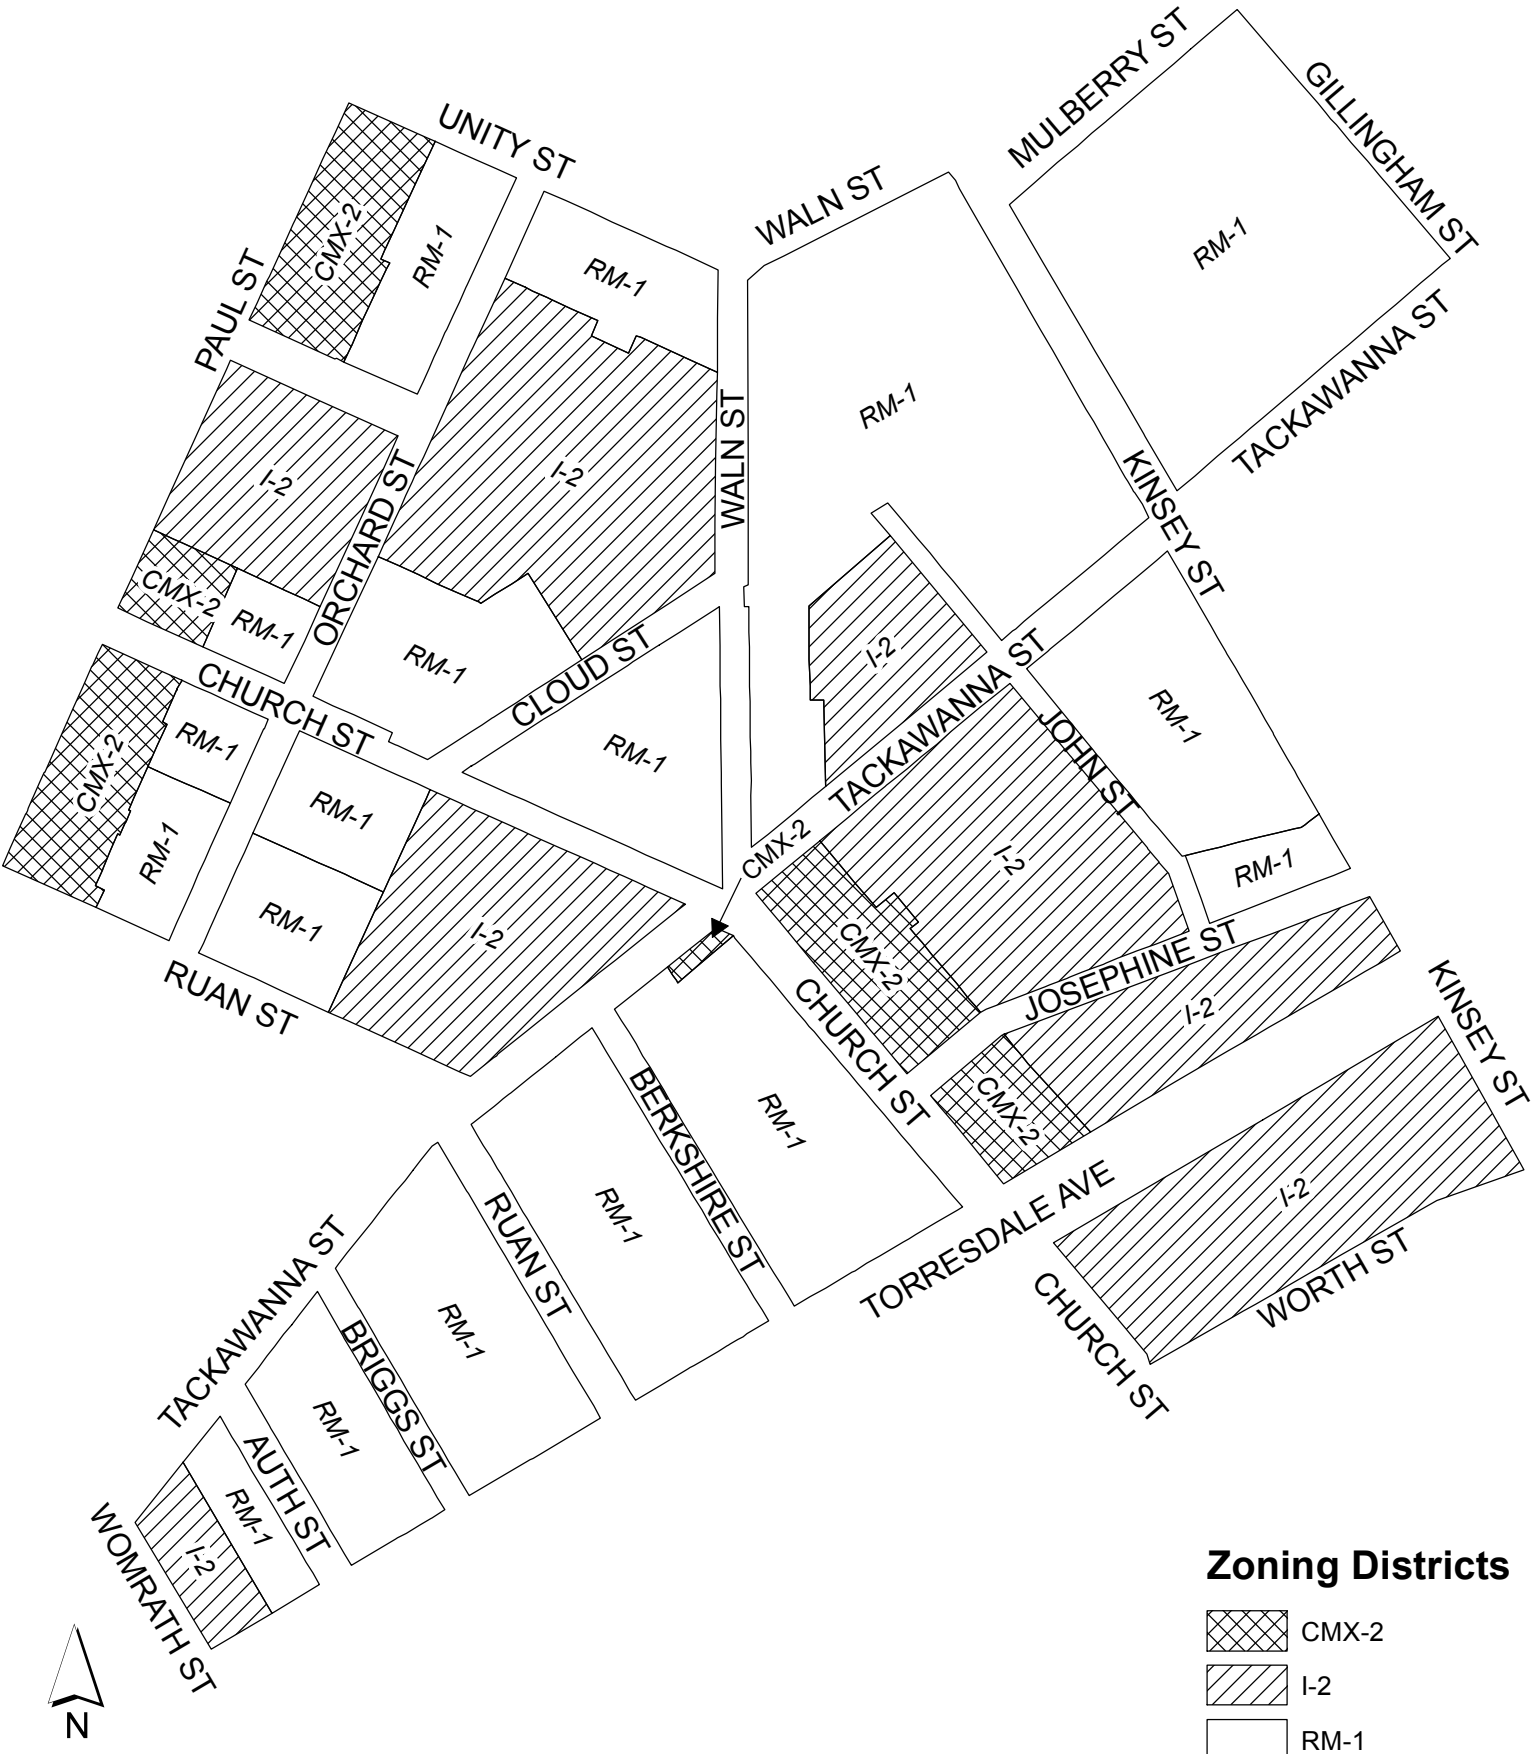 MULBERRY ST
GILLINGHAM ST
UNITY ST
WALN ST
CMX-2
RM-1
RM-1
RM-1
PAUL ST
TACKAWANNA ST
RM-1
WALN ST
I-2
I-2
ORCHARD ST
KINSEY ST
CMX-2
RM-1
RM-1
CLOUD ST
I-2
TACKAWANNA ST
CHURCH ST
RM-1
JOHN ST
RM-1
CMX-2
RM-1
RM-1
RM-1
CMX-2
I-2
RM-1
RM-1
I-2
CMX-2
JOSEPHINE ST
RUAN ST
CHURCH ST
I-2
KINSEY ST
BERKSHIRE ST
RM-1
CMX-2
RM-1
RUAN ST
TORRESDALE AVE
I-2
WORTH ST
CHURCH ST
TACKAWANNA ST
RM-1
BRIGGS ST
RM-1
AUTH ST
RM-1
I-2
WOMRATH ST
N
Zoning Districts
CMX-2
I-2
RM-1